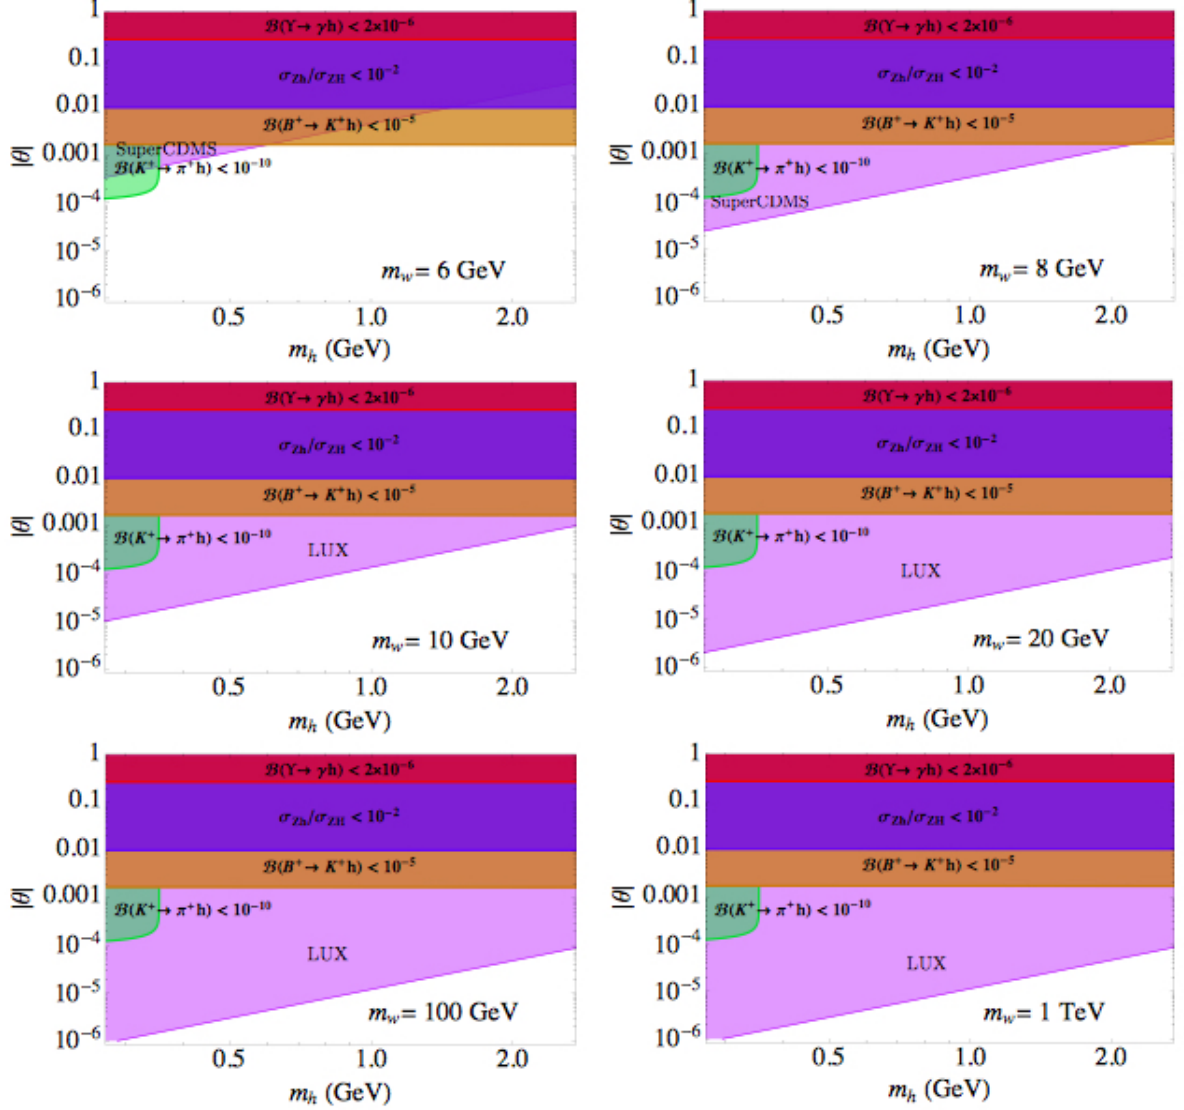 1
0.1
0.01
0.001
10⁻⁴
10⁻⁵
10⁻⁶
|θ|
ℬ(Υ→ γh) < 2×10⁻⁶
σZh/σZH < 10⁻²
ℬ(B⁺→ K⁺h) < 10⁻⁵
SuperCDMS
ℬ(K⁺→ π⁺h) < 10⁻¹⁰
mw= 6 GeV
0.5 1.0 2.0
mh (GeV)
1
0.1
0.01
0.001
10⁻⁴
10⁻⁵
10⁻⁶
|θ|
ℬ(Υ→ γh) < 2×10⁻⁶
σZh/σZH < 10⁻²
ℬ(B⁺→ K⁺h) < 10⁻⁵
ℬ(K⁺→ π⁺h) < 10⁻¹⁰
SuperCDMS
mw= 8 GeV
0.5 1.0 2.0
mh (GeV)
1
0.1
0.01
0.001
10⁻⁴
10⁻⁵
10⁻⁶
|θ|
ℬ(Υ→ γh) < 2×10⁻⁶
σZh/σZH < 10⁻²
ℬ(B⁺→ K⁺h) < 10⁻⁵
ℬ(K⁺→ π⁺h) < 10⁻¹⁰
LUX
mw= 10 GeV
0.5 1.0 2.0
mh (GeV)
1
0.1
0.01
0.001
10⁻⁴
10⁻⁵
10⁻⁶
|θ|
ℬ(Υ→ γh) < 2×10⁻⁶
σZh/σZH < 10⁻²
ℬ(B⁺→ K⁺h) < 10⁻⁵
ℬ(K⁺→ π⁺h) < 10⁻¹⁰
LUX
mw= 20 GeV
0.5 1.0 2.0
mh (GeV)
1
0.1
0.01
0.001
10⁻⁴
10⁻⁵
10⁻⁶
|θ|
ℬ(Υ→ γh) < 2×10⁻⁶
σZh/σZH < 10⁻²
ℬ(B⁺→ K⁺h) < 10⁻⁵
ℬ(K⁺→ π⁺h) < 10⁻¹⁰
LUX
mw= 100 GeV
0.5 1.0 2.0
mh (GeV)
1
0.1
0.01
0.001
10⁻⁴
10⁻⁵
10⁻⁶
|θ|
ℬ(Υ→ γh) < 2×10⁻⁶
σZh/σZH < 10⁻²
ℬ(B⁺→ K⁺h) < 10⁻⁵
ℬ(K⁺→ π⁺h) < 10⁻¹⁰
LUX
mw= 1 TeV
0.5 1.0 2.0
mh (GeV)